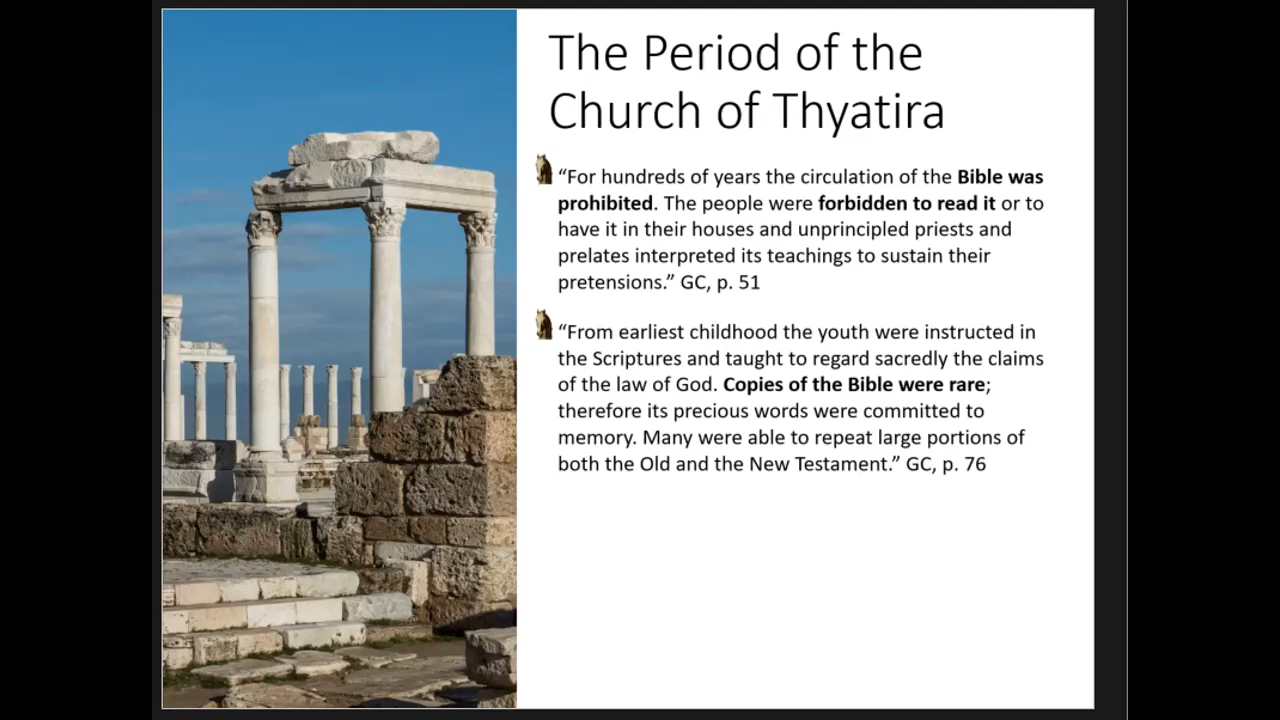 The Period of the
Church of Thyatira
“For hundreds of years the circulation of the Bible was
prohibited. The people were forbidden to read it or to
have it in their houses and unprincipled priests and
prelates interpreted its teachings to sustain their
pretensions.” GC, p. 51
“From earliest childhood the youth were instructed in
the Scriptures and taught to regard sacredly the claims
of the law of God. Copies of the Bible were rare;
therefore its precious words were committed to
memory. Many were able to repeat large portions of
both the Old and the New Testament.” GC, p. 76